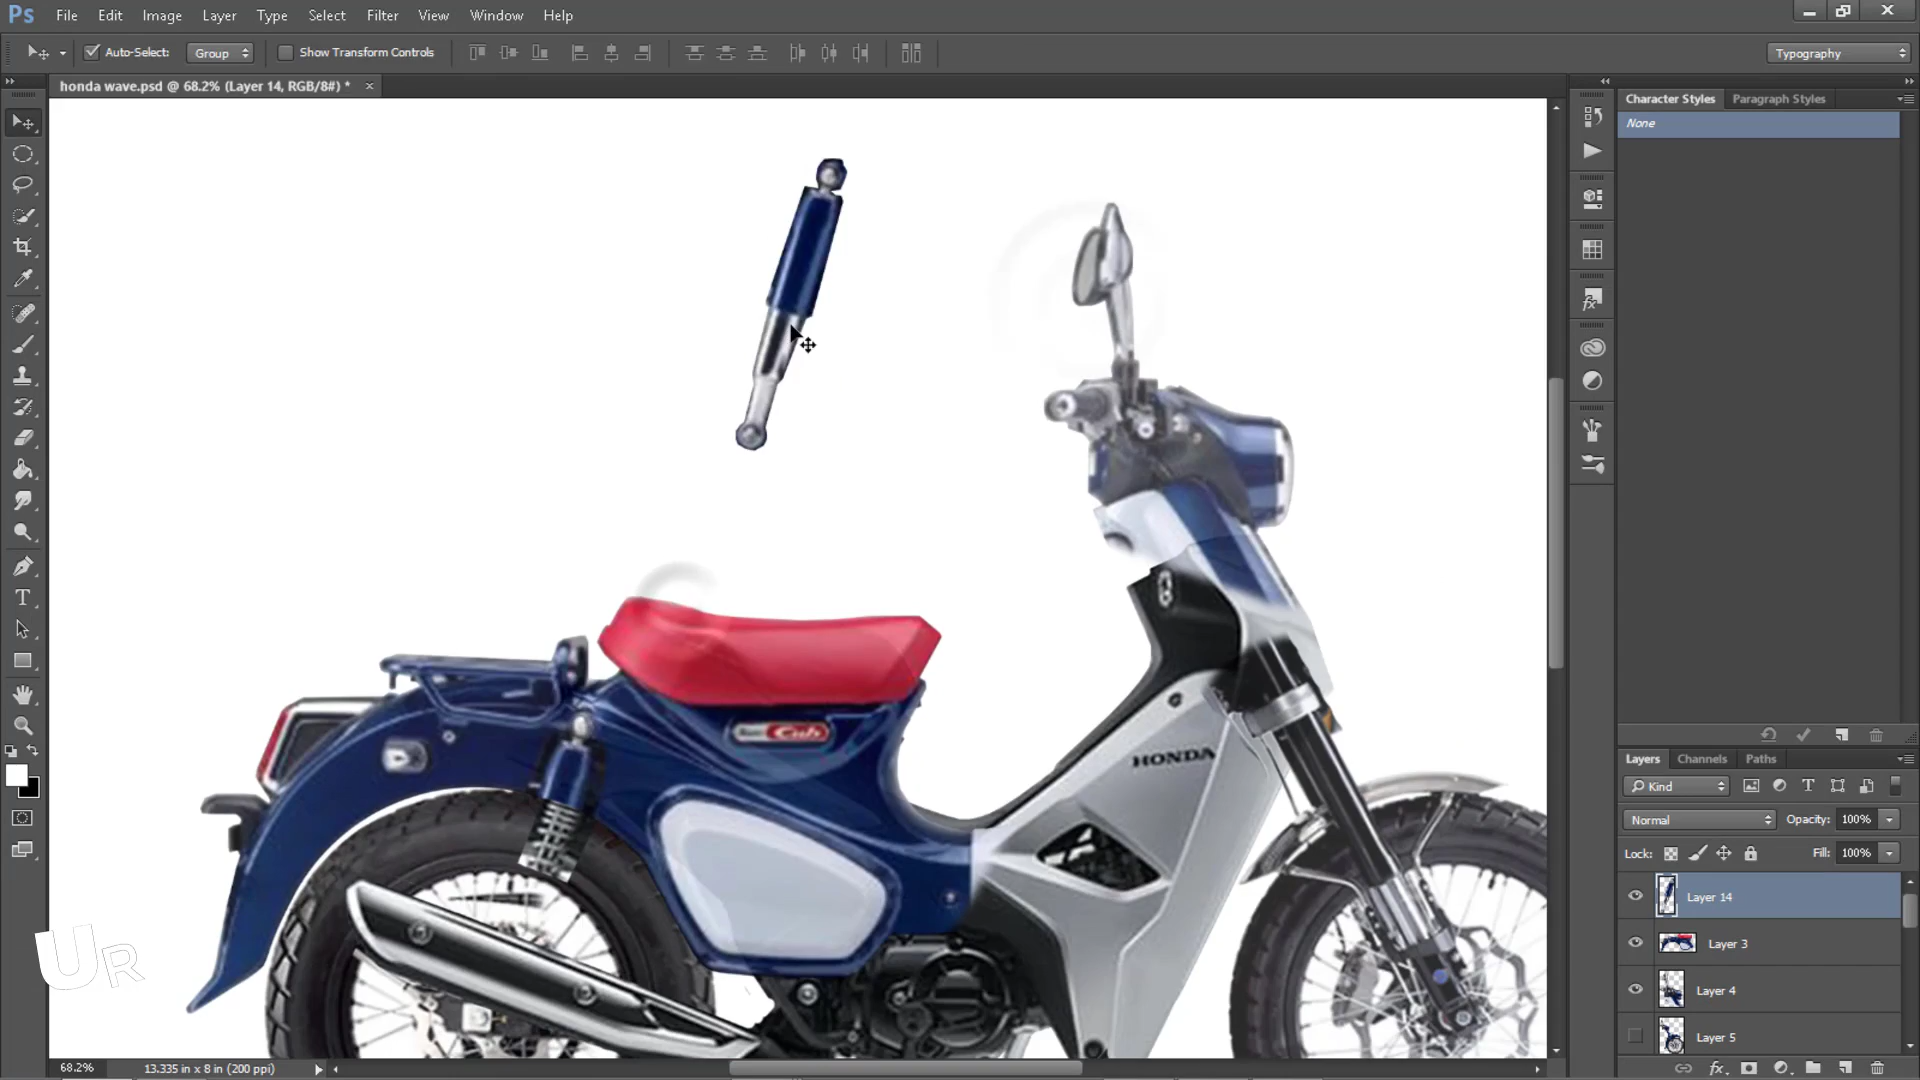 Ps File Edit Image Layer Type Select Filter View Window Help
Auto-Select: Group Show Transform Controls Typography
honda wave.psd @ 68.2% (Layer 14, RGB/8#) * ×
Character Styles Paragraph Styles
None
Cub
HONDA
Layers Channels Paths
Kind
Normal Opacity: 100%
Lock: Fill: 100%
Layer 14
Layer 3
Layer 4
Layer 5
UR
68.2% 13.335 in x 8 in (200 ppi)